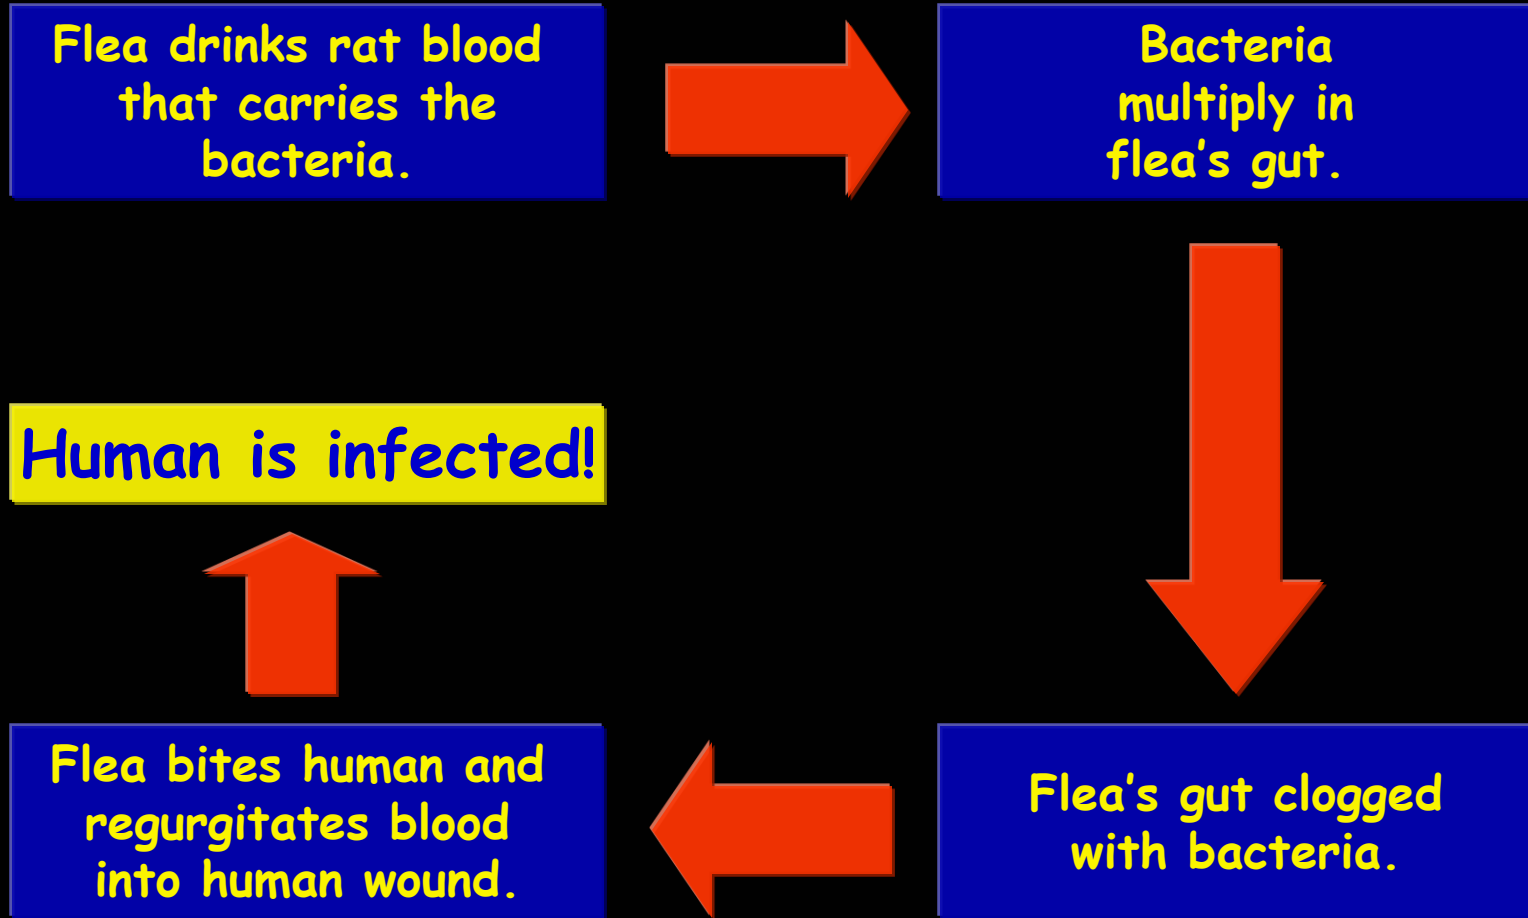 Flea drinks rat blood
that carries the
bacteria.
Bacteria
multiply in
flea's gut.
Human is infected!
Flea bites human and
regurgitates blood
into human wound.
Flea's gut clogged
with bacteria.